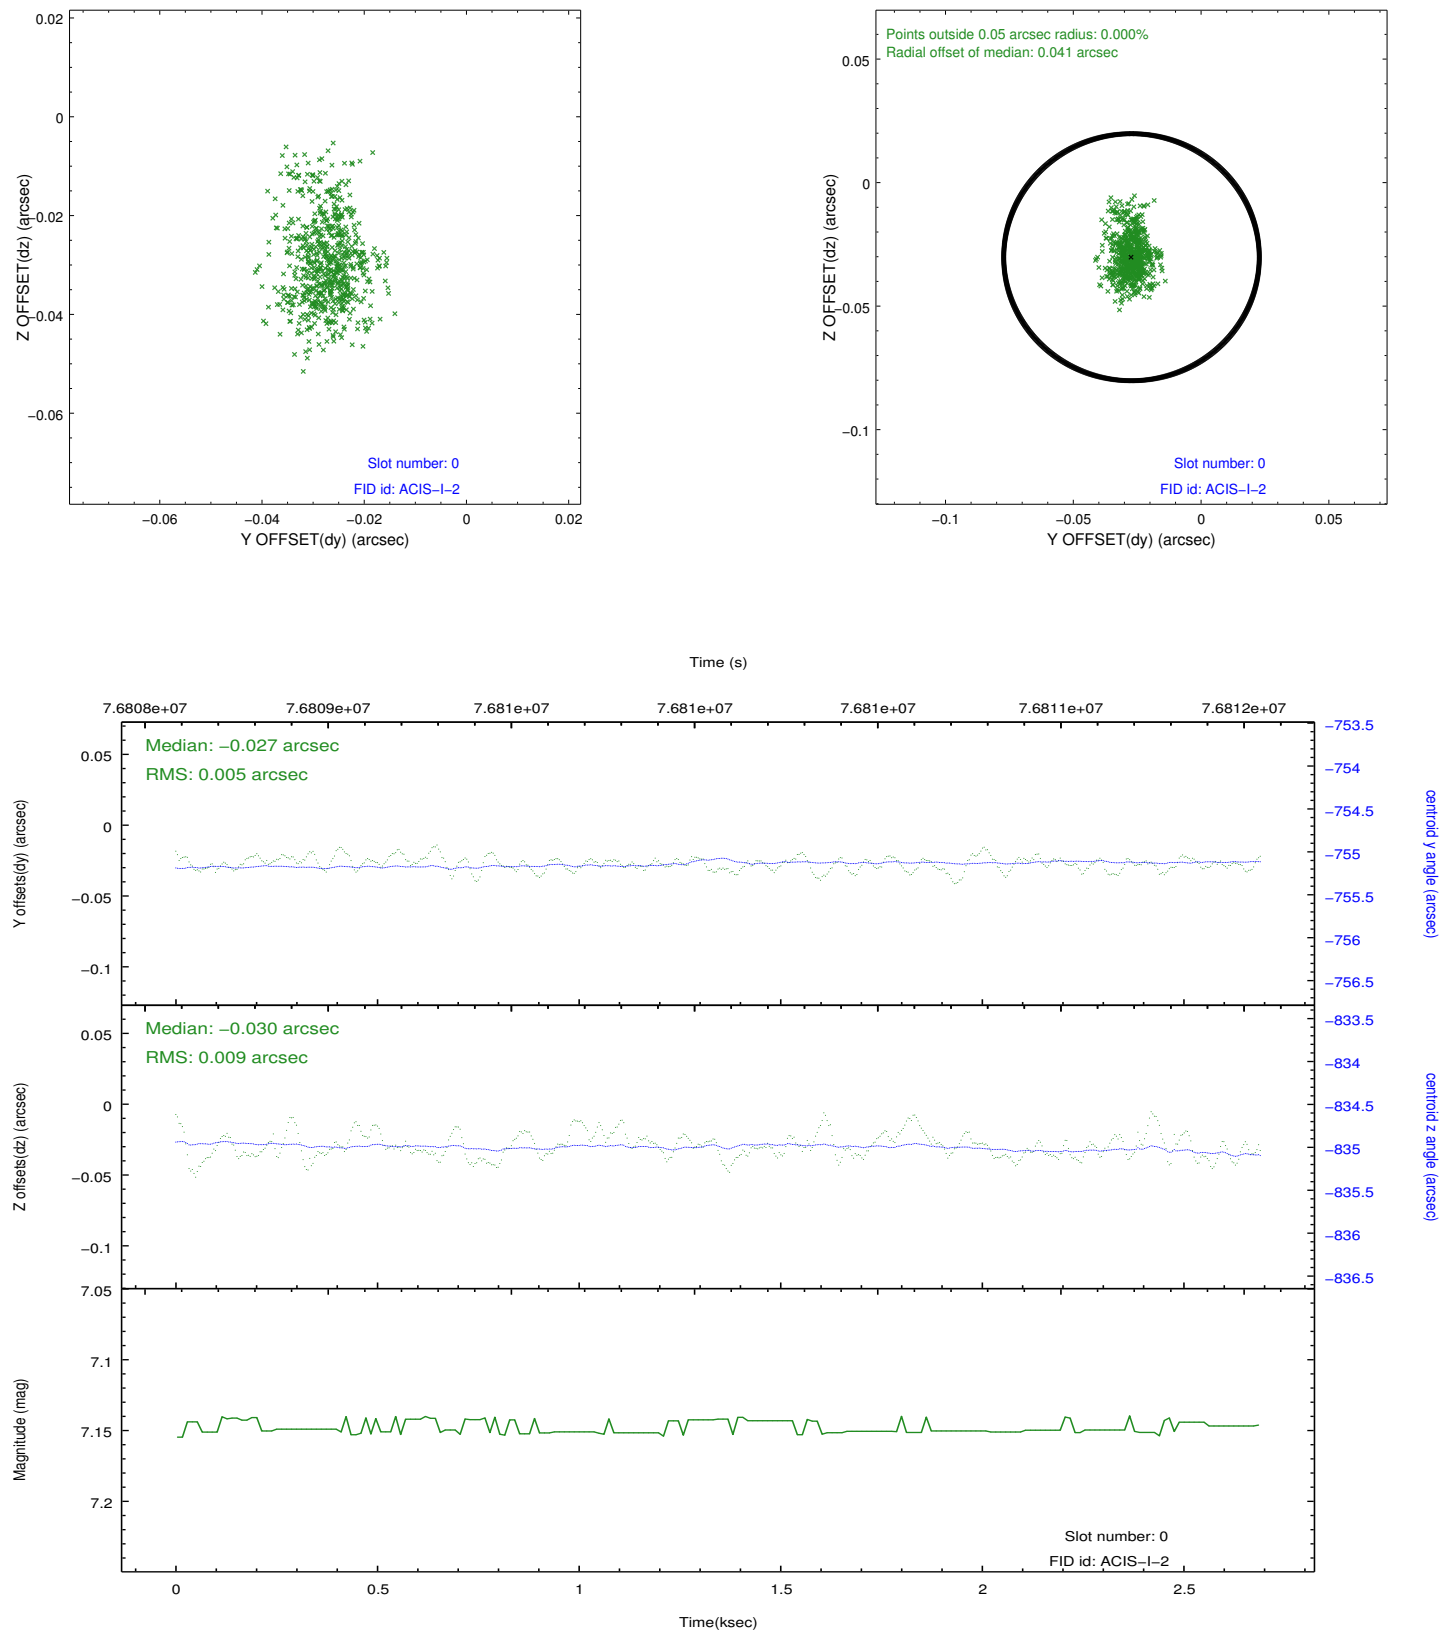 0.02
0
−0.02
−0.04
−0.06
Z OFFSET(dz) (arcsec)
Slot number: 0
FID id: ACIS−I−2
−0.06
−0.04
−0.02
0
0.02
Y OFFSET(dy) (arcsec)
Points outside 0.05 arcsec radius: 0.000%
Radial offset of median: 0.041 arcsec
0.05
0
−0.05
−0.1
Z OFFSET(dz) (arcsec)
Slot number: 0
FID id: ACIS−I−2
−0.1
−0.05
0
0.05
Y OFFSET(dy) (arcsec)
Time (s)
7.6808e+07
7.6809e+07
7.681e+07
7.681e+07
7.681e+07
7.6811e+07
7.6812e+07
Median: −0.027 arcsec
RMS: 0.005 arcsec
0.05
0
−0.05
−0.1
Y offsets(dy) (arcsec)
−753.5
−754
−754.5
−755
−755.5
−756
−756.5
centroid y angle (arcsec)
Median: −0.030 arcsec
RMS: 0.009 arcsec
0.05
0
−0.05
−0.1
Z offsets(dz) (arcsec)
−833.5
−834
−834.5
−835
−835.5
−836
−836.5
centroid z angle (arcsec)
7.05
7.1
7.15
7.2
Magnitude (mag)
Slot number: 0
FID id: ACIS−I−2
0
0.5
1
1.5
2
2.5
Time(ksec)